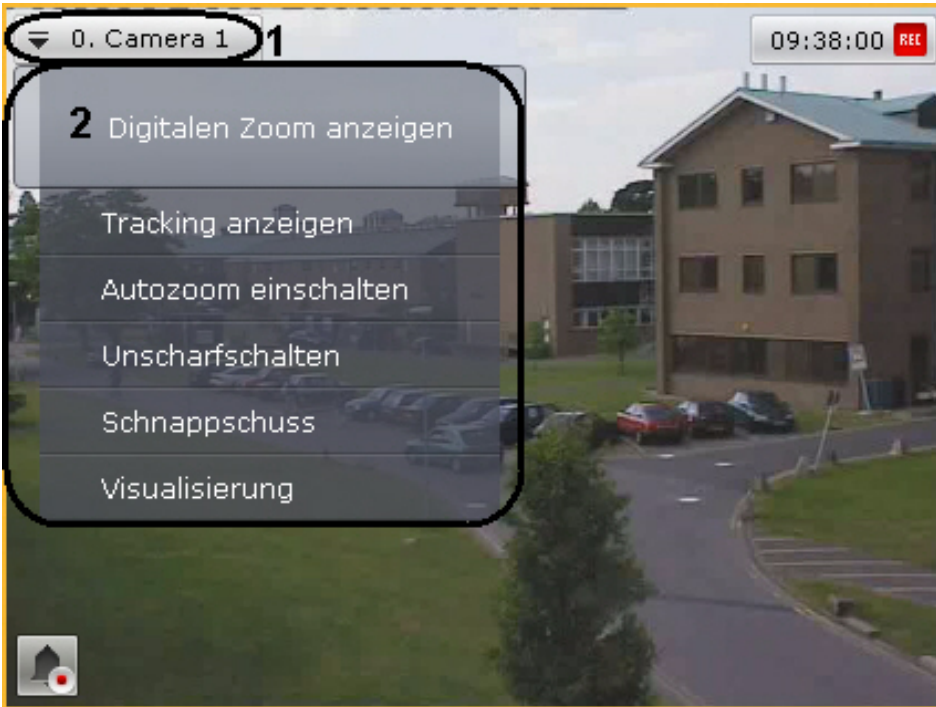 0. Camera 1
1
09:38:00 REC
2
Digitalen Zoom anzeigen
Tracking anzeigen
Autozoom einschalten
Unscharfschalten
Schnappschuss
Visualisierung